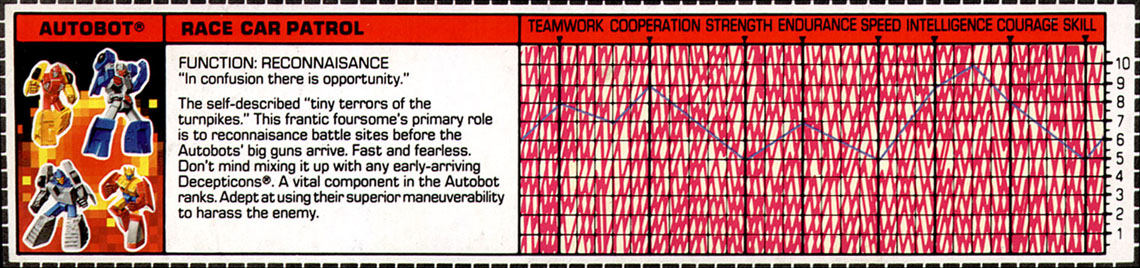 AUTOBOT®
RACE CAR PATROL
FUNCTION: RECONNAISANCE
“In confusion there is opportunity.”
The self-described “tiny terrors of the
turnpikes.” This frantic foursome’s primary role
is to reconnaisance battle sites before the
Autobots’ big guns arrive. Fast and fearless.
Don’t mind mixing it up with any early-arriving
Decepticons®. A vital component in the Autobot
ranks. Adept at using their superior maneuverability
to harass the enemy.
TEAMWORK COOPERATION STRENGTH ENDURANCE SPEED INTELLIGENCE COURAGE SKILL
10
9
8
7
6
5
4
3
2
1